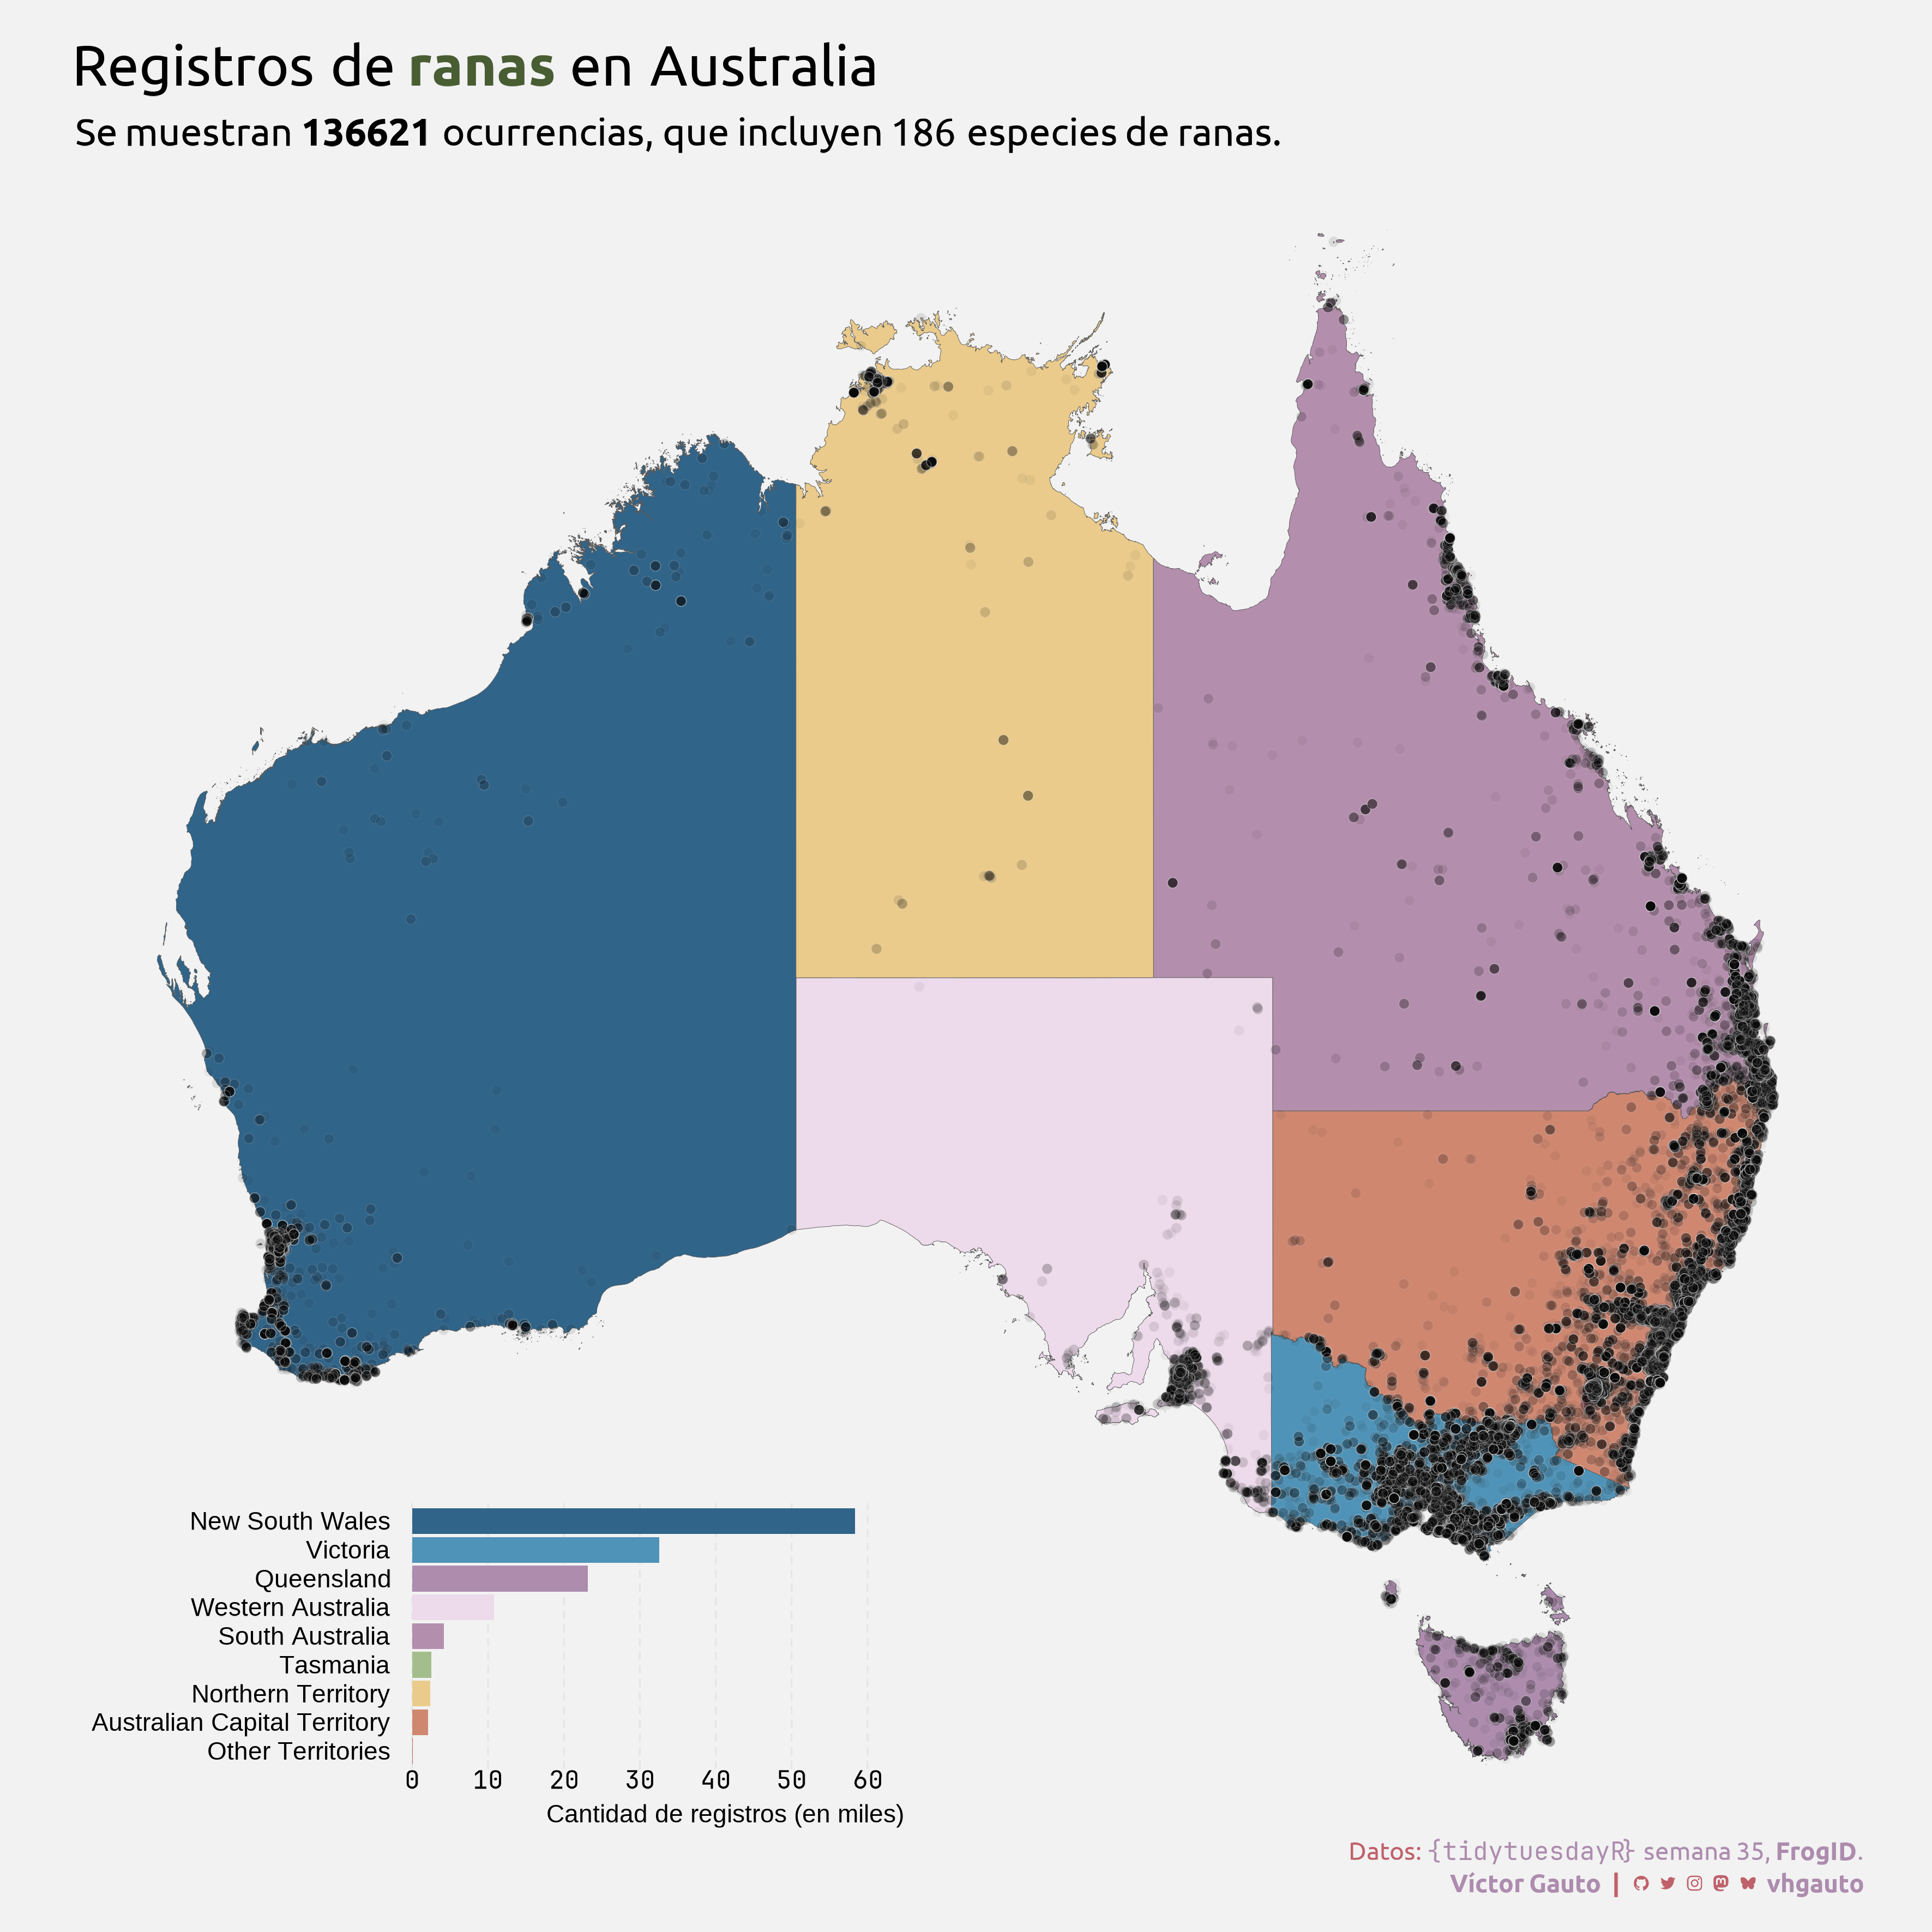 Registros de ranas en Australia
Se muestran 136621 ocurrencias, que incluyen 186 especies de ranas.
New South Wales
Victoria
Queensland
Western Australia
South Australia
Tasmania
Northern Territory
Australian Capital Territory
Other Territories
0 10 20 30 40 50 60
Cantidad de registros (en miles)
Datos: {tidytuesdayR} semana 35, FrogID.
Víctor Gauto | vhgauto